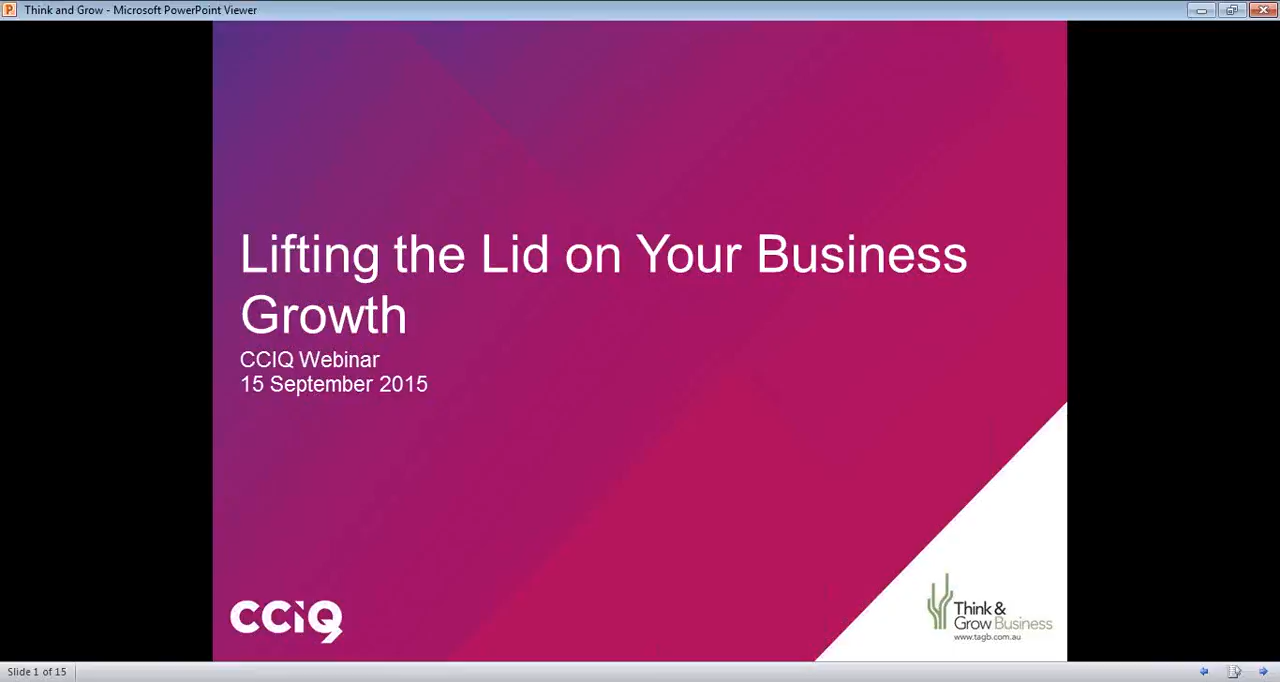 Think and Grow - Microsoft PowerPoint Viewer
Lifting the Lid on Your Business
Growth
CCIQ Webinar
15 September 2015
CCiQ
Think &
Grow Business
www.tagb.com.au
Slide 1 of 15